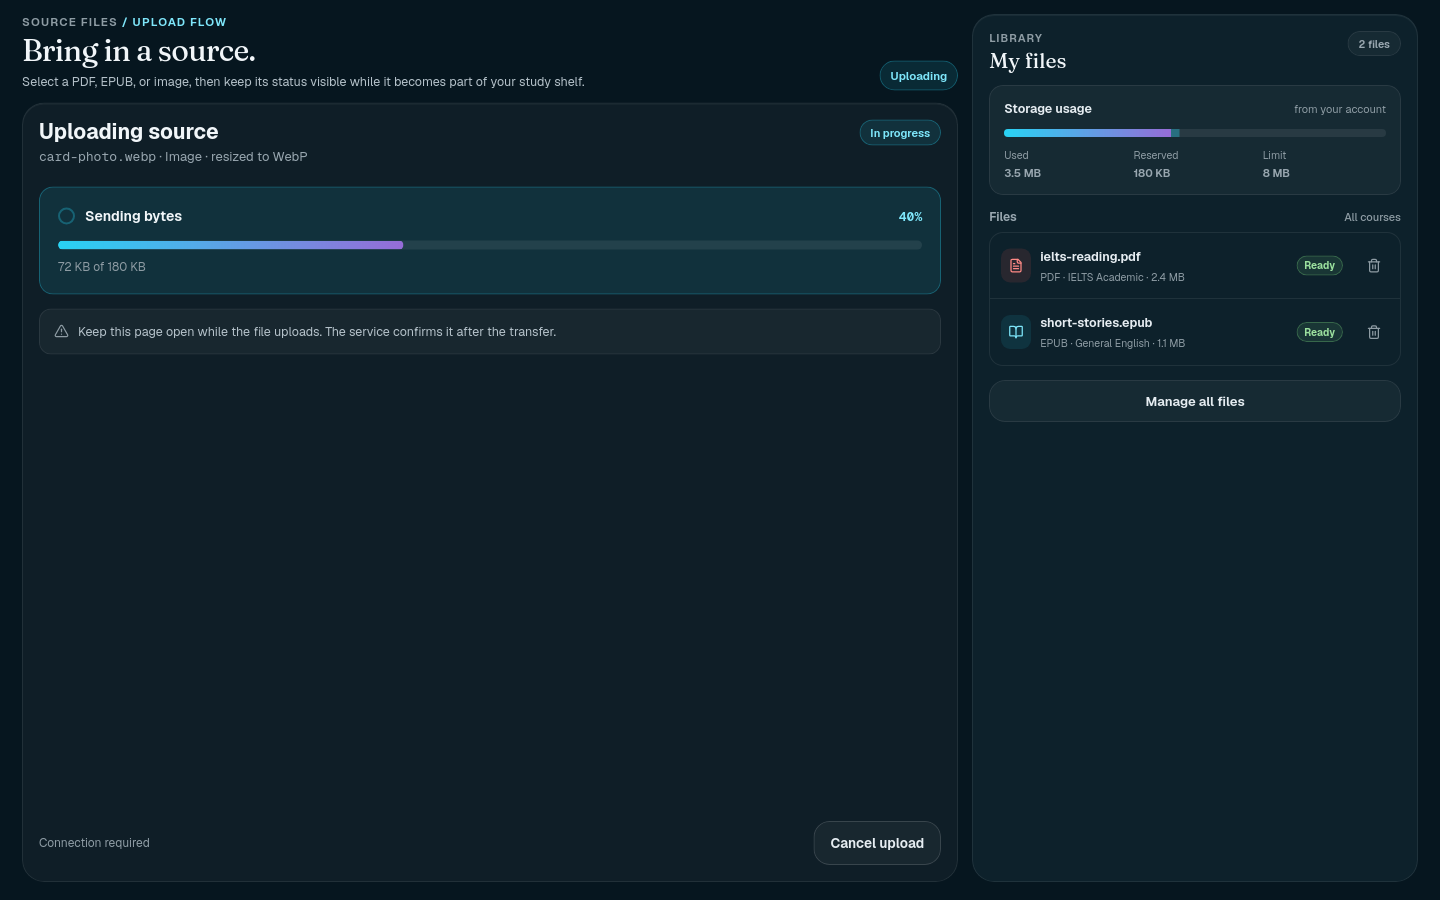 SOURCE FILES / UPLOAD FLOW
Bring in a source.
Select a PDF, EPUB, or image, then keep its status visible while it becomes part of your study shelf.
Uploading
Uploading source
In progress
card-photo.webp · Image · resized to WebP
Sending bytes
40%
72 KB of 180 KB
Keep this page open while the file uploads. The service confirms it after the transfer.
Connection required
Cancel upload
LIBRARY
My files
2 files
Storage usage
from your account
Used
Reserved
Limit
3.5 MB
180 KB
8 MB
Files
All courses
ielts-reading.pdf
PDF · IELTS Academic · 2.4 MB
Ready
short-stories.epub
EPUB · General English · 1.1 MB
Ready
Manage all files